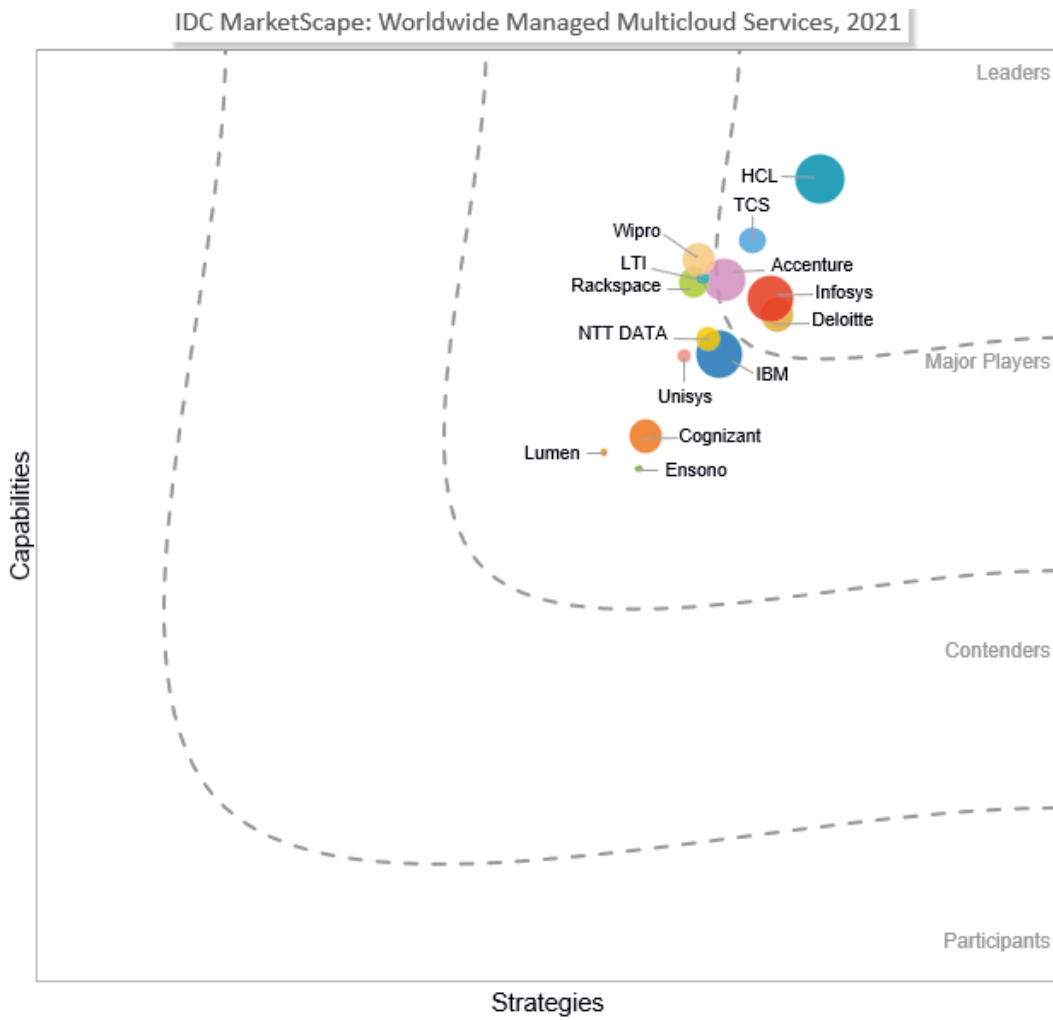 IDC MarketScape: Worldwide Managed Multicloud Services, 2021
Leaders
HCL
TCS
Wipro
LTI
Accenture
Rackspace
Infosys
Deloitte
NTT DATA
Major Players
IBM
Unisys
Cognizant
Lumen
Ensono
Capabilities
Contenders
Participants
Strategies